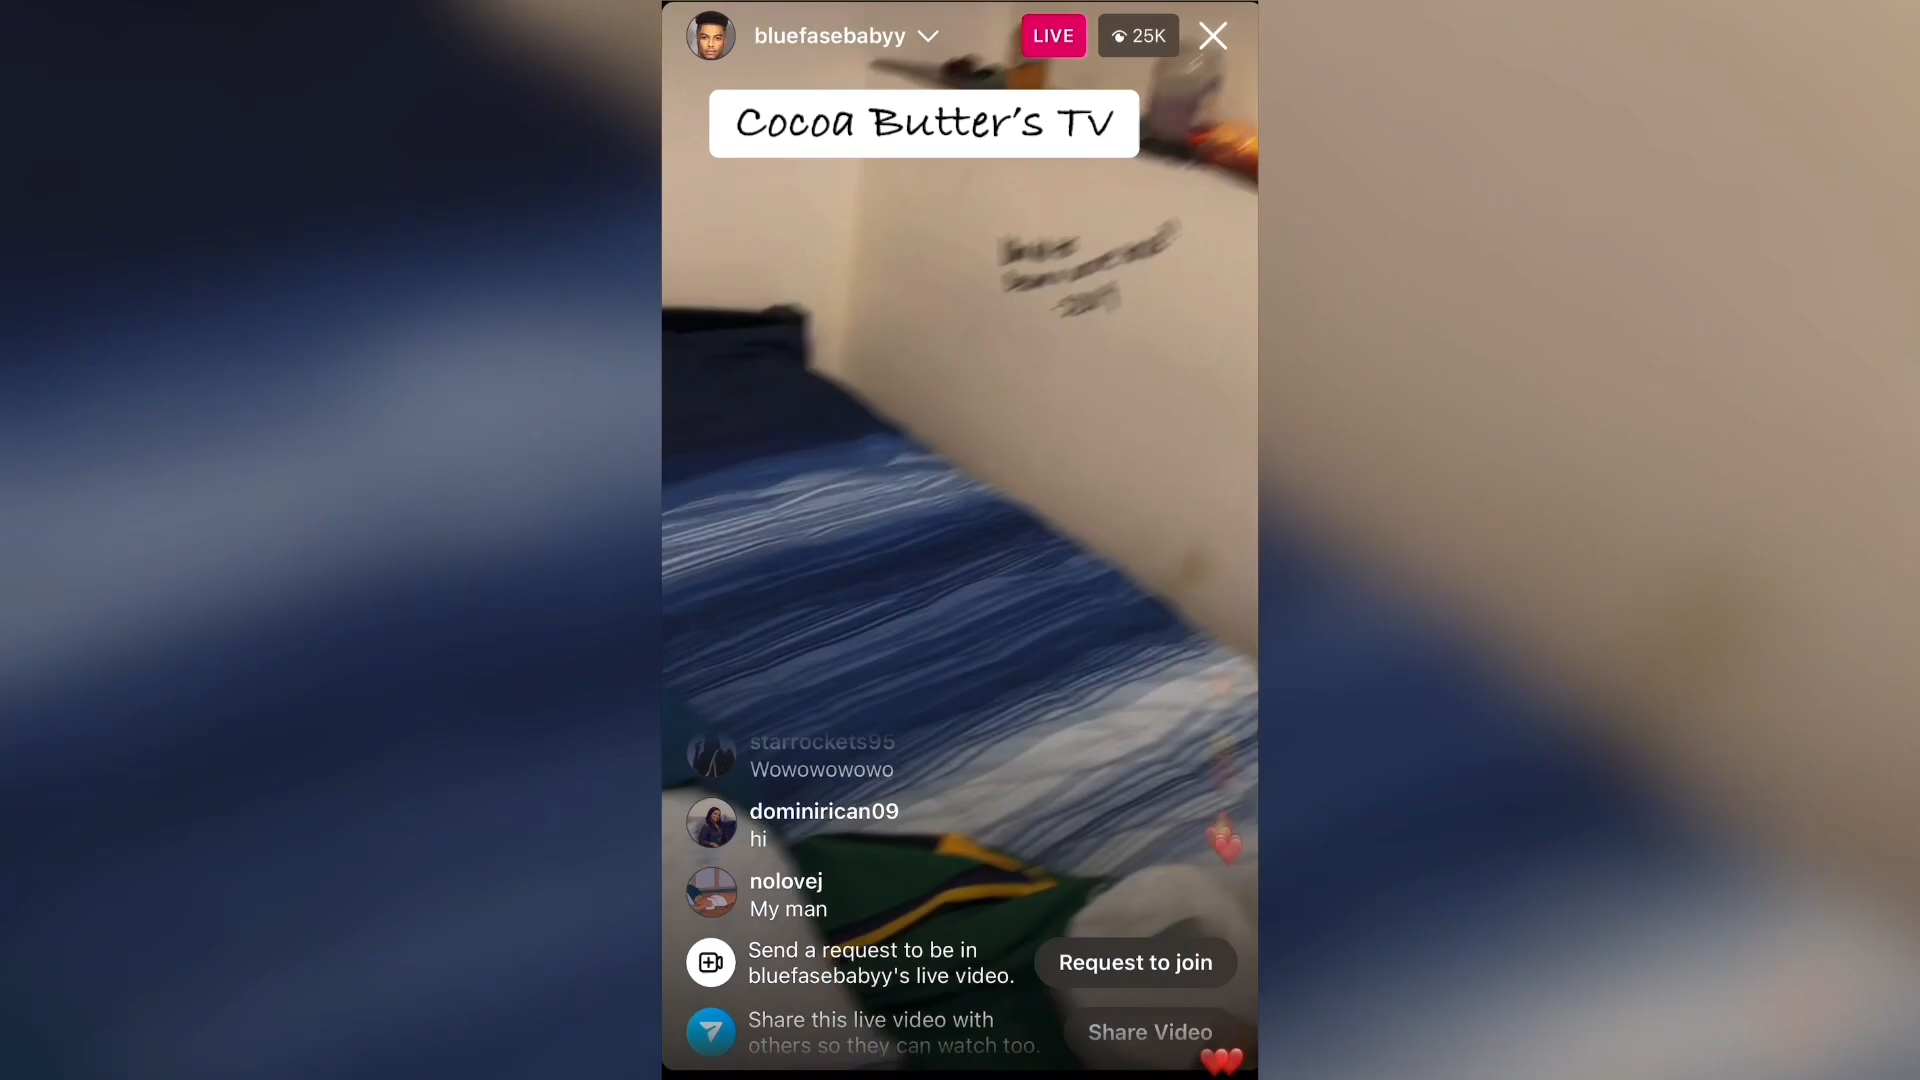 bluefasebabyy
LIVE
25K
Cocoa Butter's TV
starrockets95
Wowowowowo
dominirican09
hi
nolovej
My man
Send a request to be in
bluefasebabyy's live video.
Request to join
Share this live video with
others so they can watch too.
Share Video